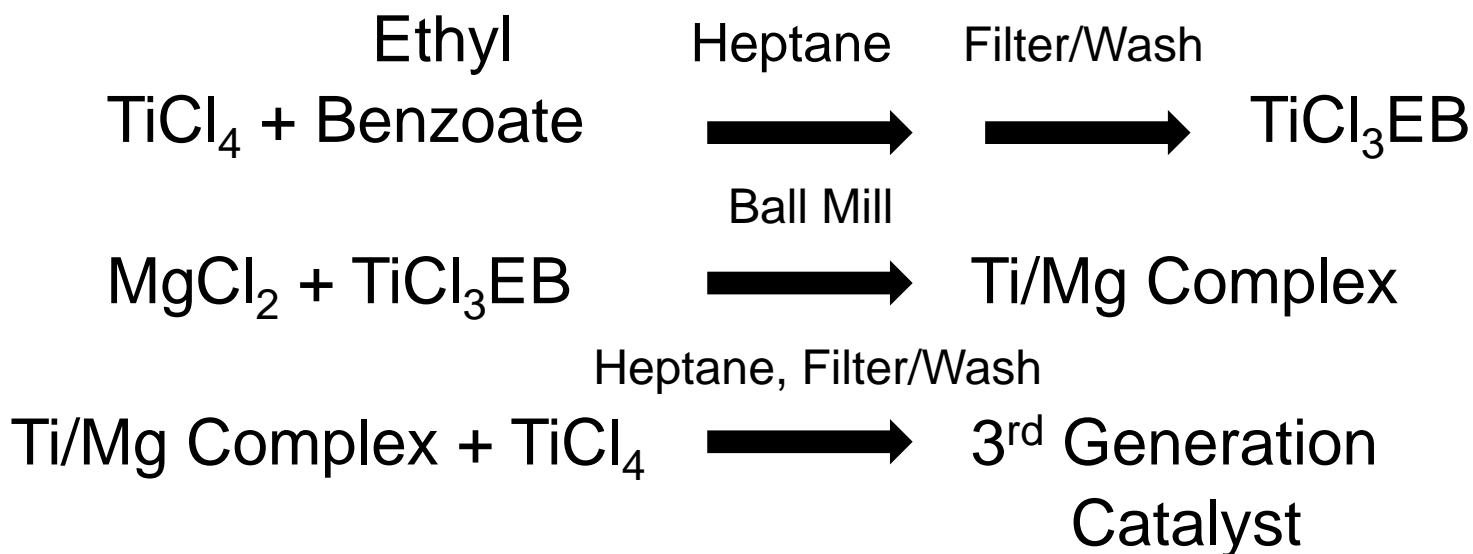 Ethyl Heptane Filter/Wash
TiCl₄ + Benzoate TiCl₃EB
Ball Mill
MgCl₂ + TiCl₃EB Ti/Mg Complex
Heptane, Filter/Wash
Ti/Mg Complex + TiCl₄ 3rd Generation
Catalyst